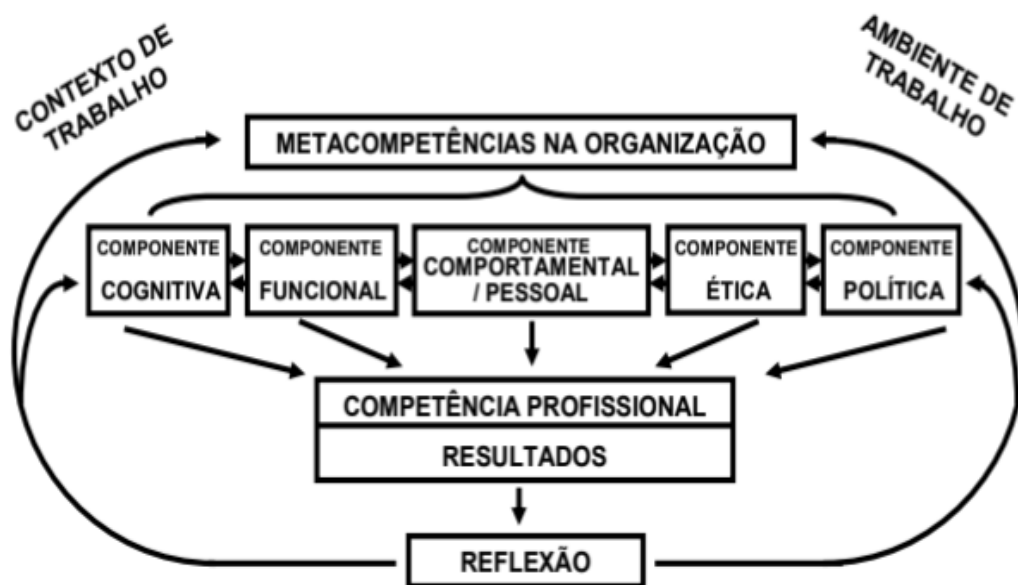 CONTEXTO DE
TRABALHO
AMBIENTE DE
TRABALHO
METACOMPETÊNCIAS NA ORGANIZAÇÃO
COMPONENTE
COGNITIVA
COMPONENTE
FUNCIONAL
COMPONENTE
COMPORTAMENTAL
/ PESSOAL
COMPONENTE
ÉTICA
COMPONENTE
POLÍTICA
COMPETÊNCIA PROFISSIONAL
RESULTADOS
REFLEXÃO